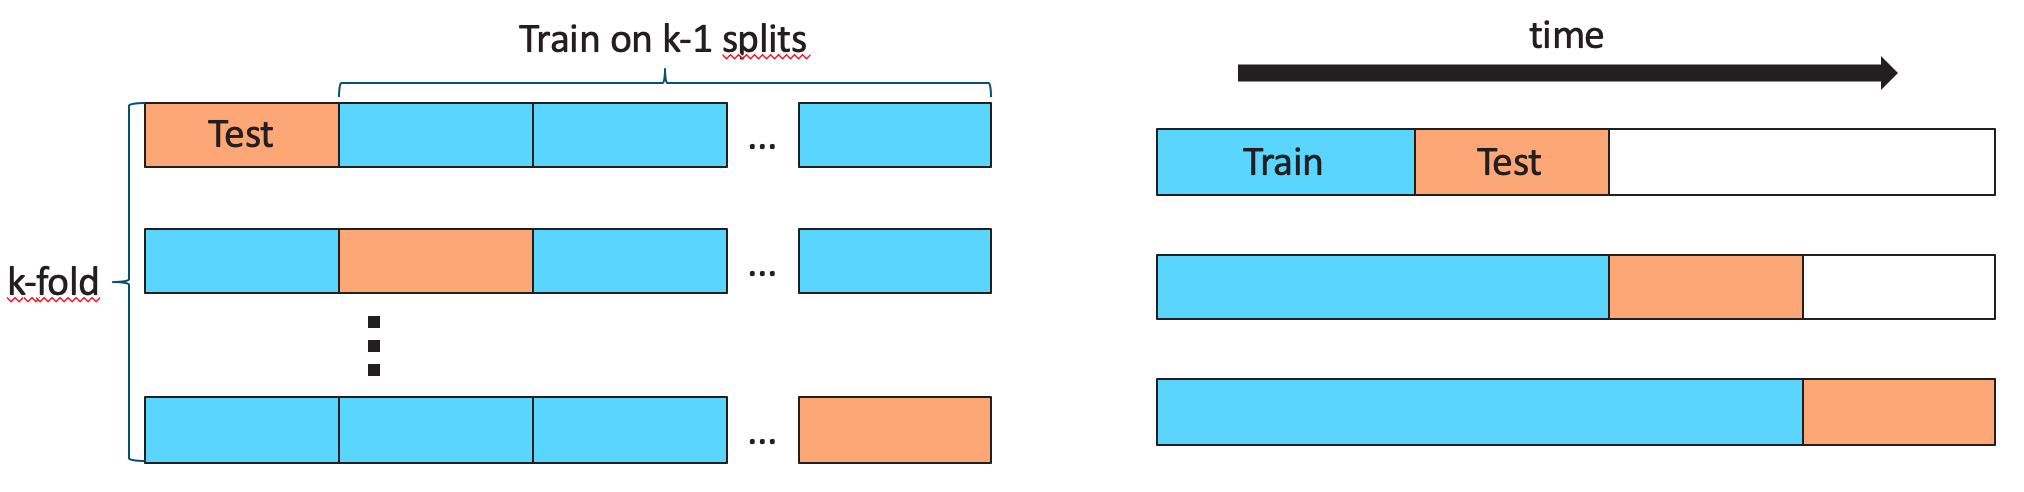 Train on k-1 splits
Test
...
k-fold
...
...
time
Train
Test